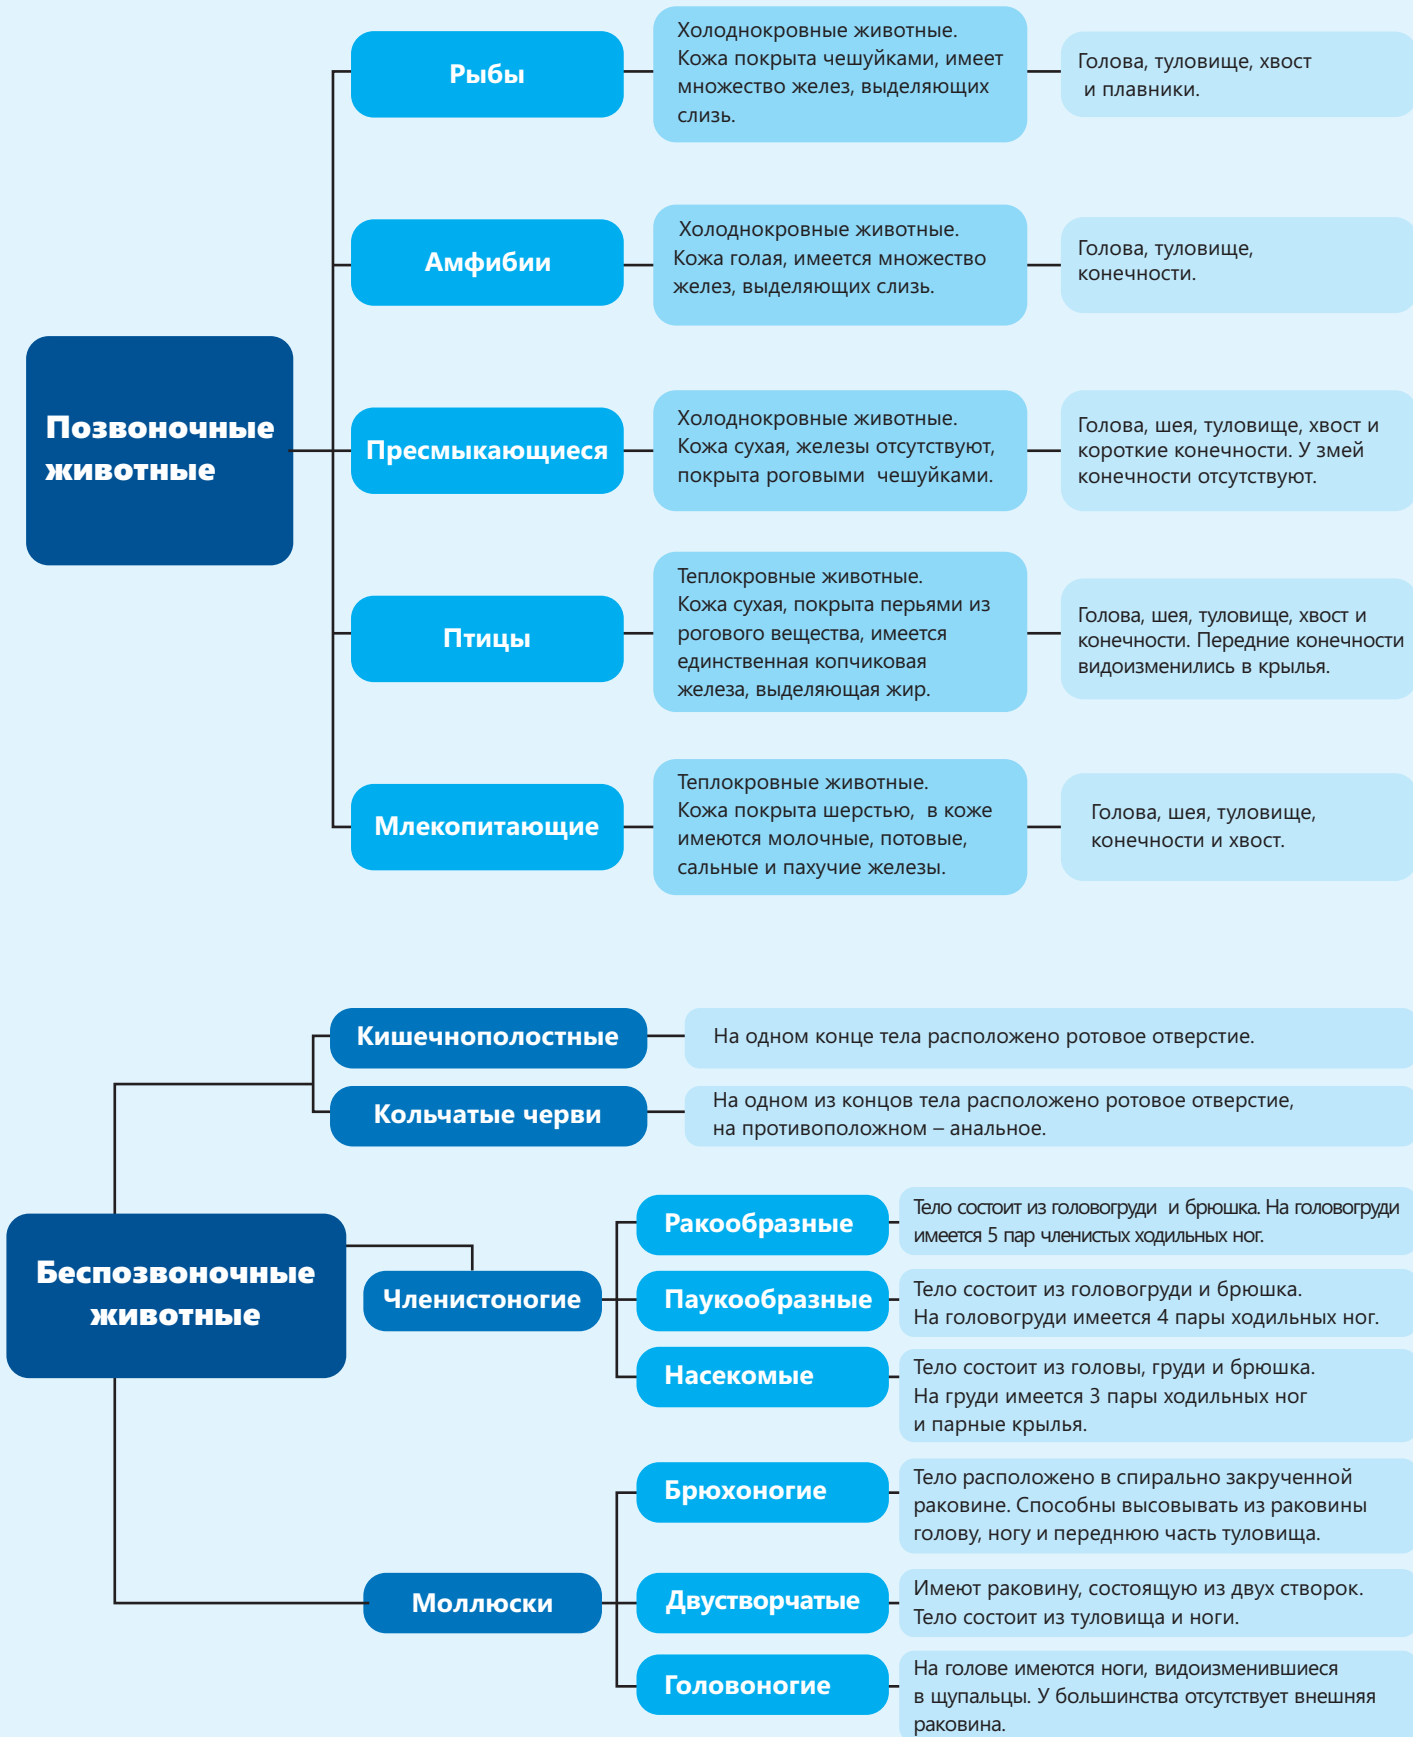 Позвоночные
животные
Рыбы
Холоднокровные животные.
Кожа покрыта чешуйками, имеет
множество желез, выделяющих
слизь.
Голова, туловище, хвост
и плавники.
Амфибии
Холоднокровные животные.
Кожа голая, имеется множество
желез, выделяющих слизь.
Голова, туловище,
конечности.
Пресмыкающиеся
Холоднокровные животные.
Кожа сухая, железы отсутствуют,
покрыта роговыми чешуйками.
Голова, шея, туловище, хвост и
короткие конечности. У змей
конечности отсутствуют.
Птицы
Теплокровные животные.
Кожа сухая, покрыта перьями из
рогового вещества, имеется
единственная копчиковая
железа, выделяющая жир.
Голова, шея, туловище, хвост и
конечности. Передние конечности
видоизменились в крылья.
Млекопитающие
Теплокровные животные.
Кожа покрыта шерстью, в коже
имеются молочные, потовые,
сальные и пахучие железы.
Голова, шея, туловище,
конечности и хвост.
Беспозвоночные
животные
Кишечнополостные
На одном конце тела расположено ротовое отверстие.
Кольчатые черви
На одном из концов тела расположено ротовое отверстие,
на противоположном – анальное.
Членистоногие
Ракообразные
Тело состоит из головогруди и брюшка. На головогруди
имеется 5 пар членистых ходильных ног.
Паукообразные
Тело состоит из головогруди и брюшка.
На головогруди имеется 4 пары ходильных ног.
Насекомые
Тело состоит из головы, груди и брюшка.
На груди имеется 3 пары ходильных ног
и парные крылья.
Моллюски
Брюхоногие
Тело расположено в спирально закрученной
раковине. Способны высовывать из раковины
голову, ногу и переднюю часть туловища.
Двустворчатые
Имеют раковину, состоящую из двух створок.
Тело состоит из туловища и ноги.
Головоногие
На голове имеются ноги, видоизменившиеся
в щупальцы. У большинства отсутствует внешняя
раковина.